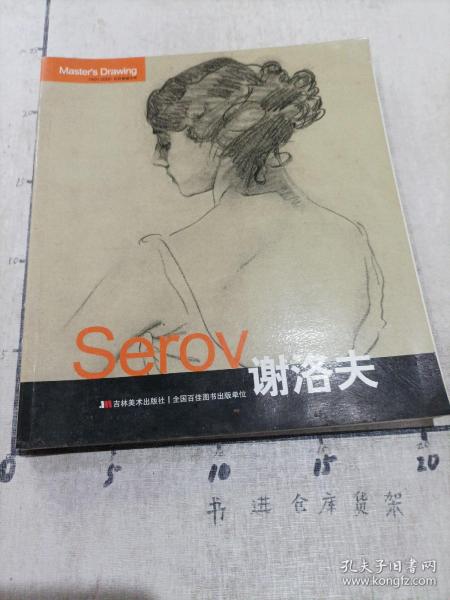 Master's Drawing
Serov
谢洛夫
吉林美术出版社 | 全国百佳图书出版单位
0 5 10 15 20
书进仓库货架
孔夫子旧书网
www.kongfz.com